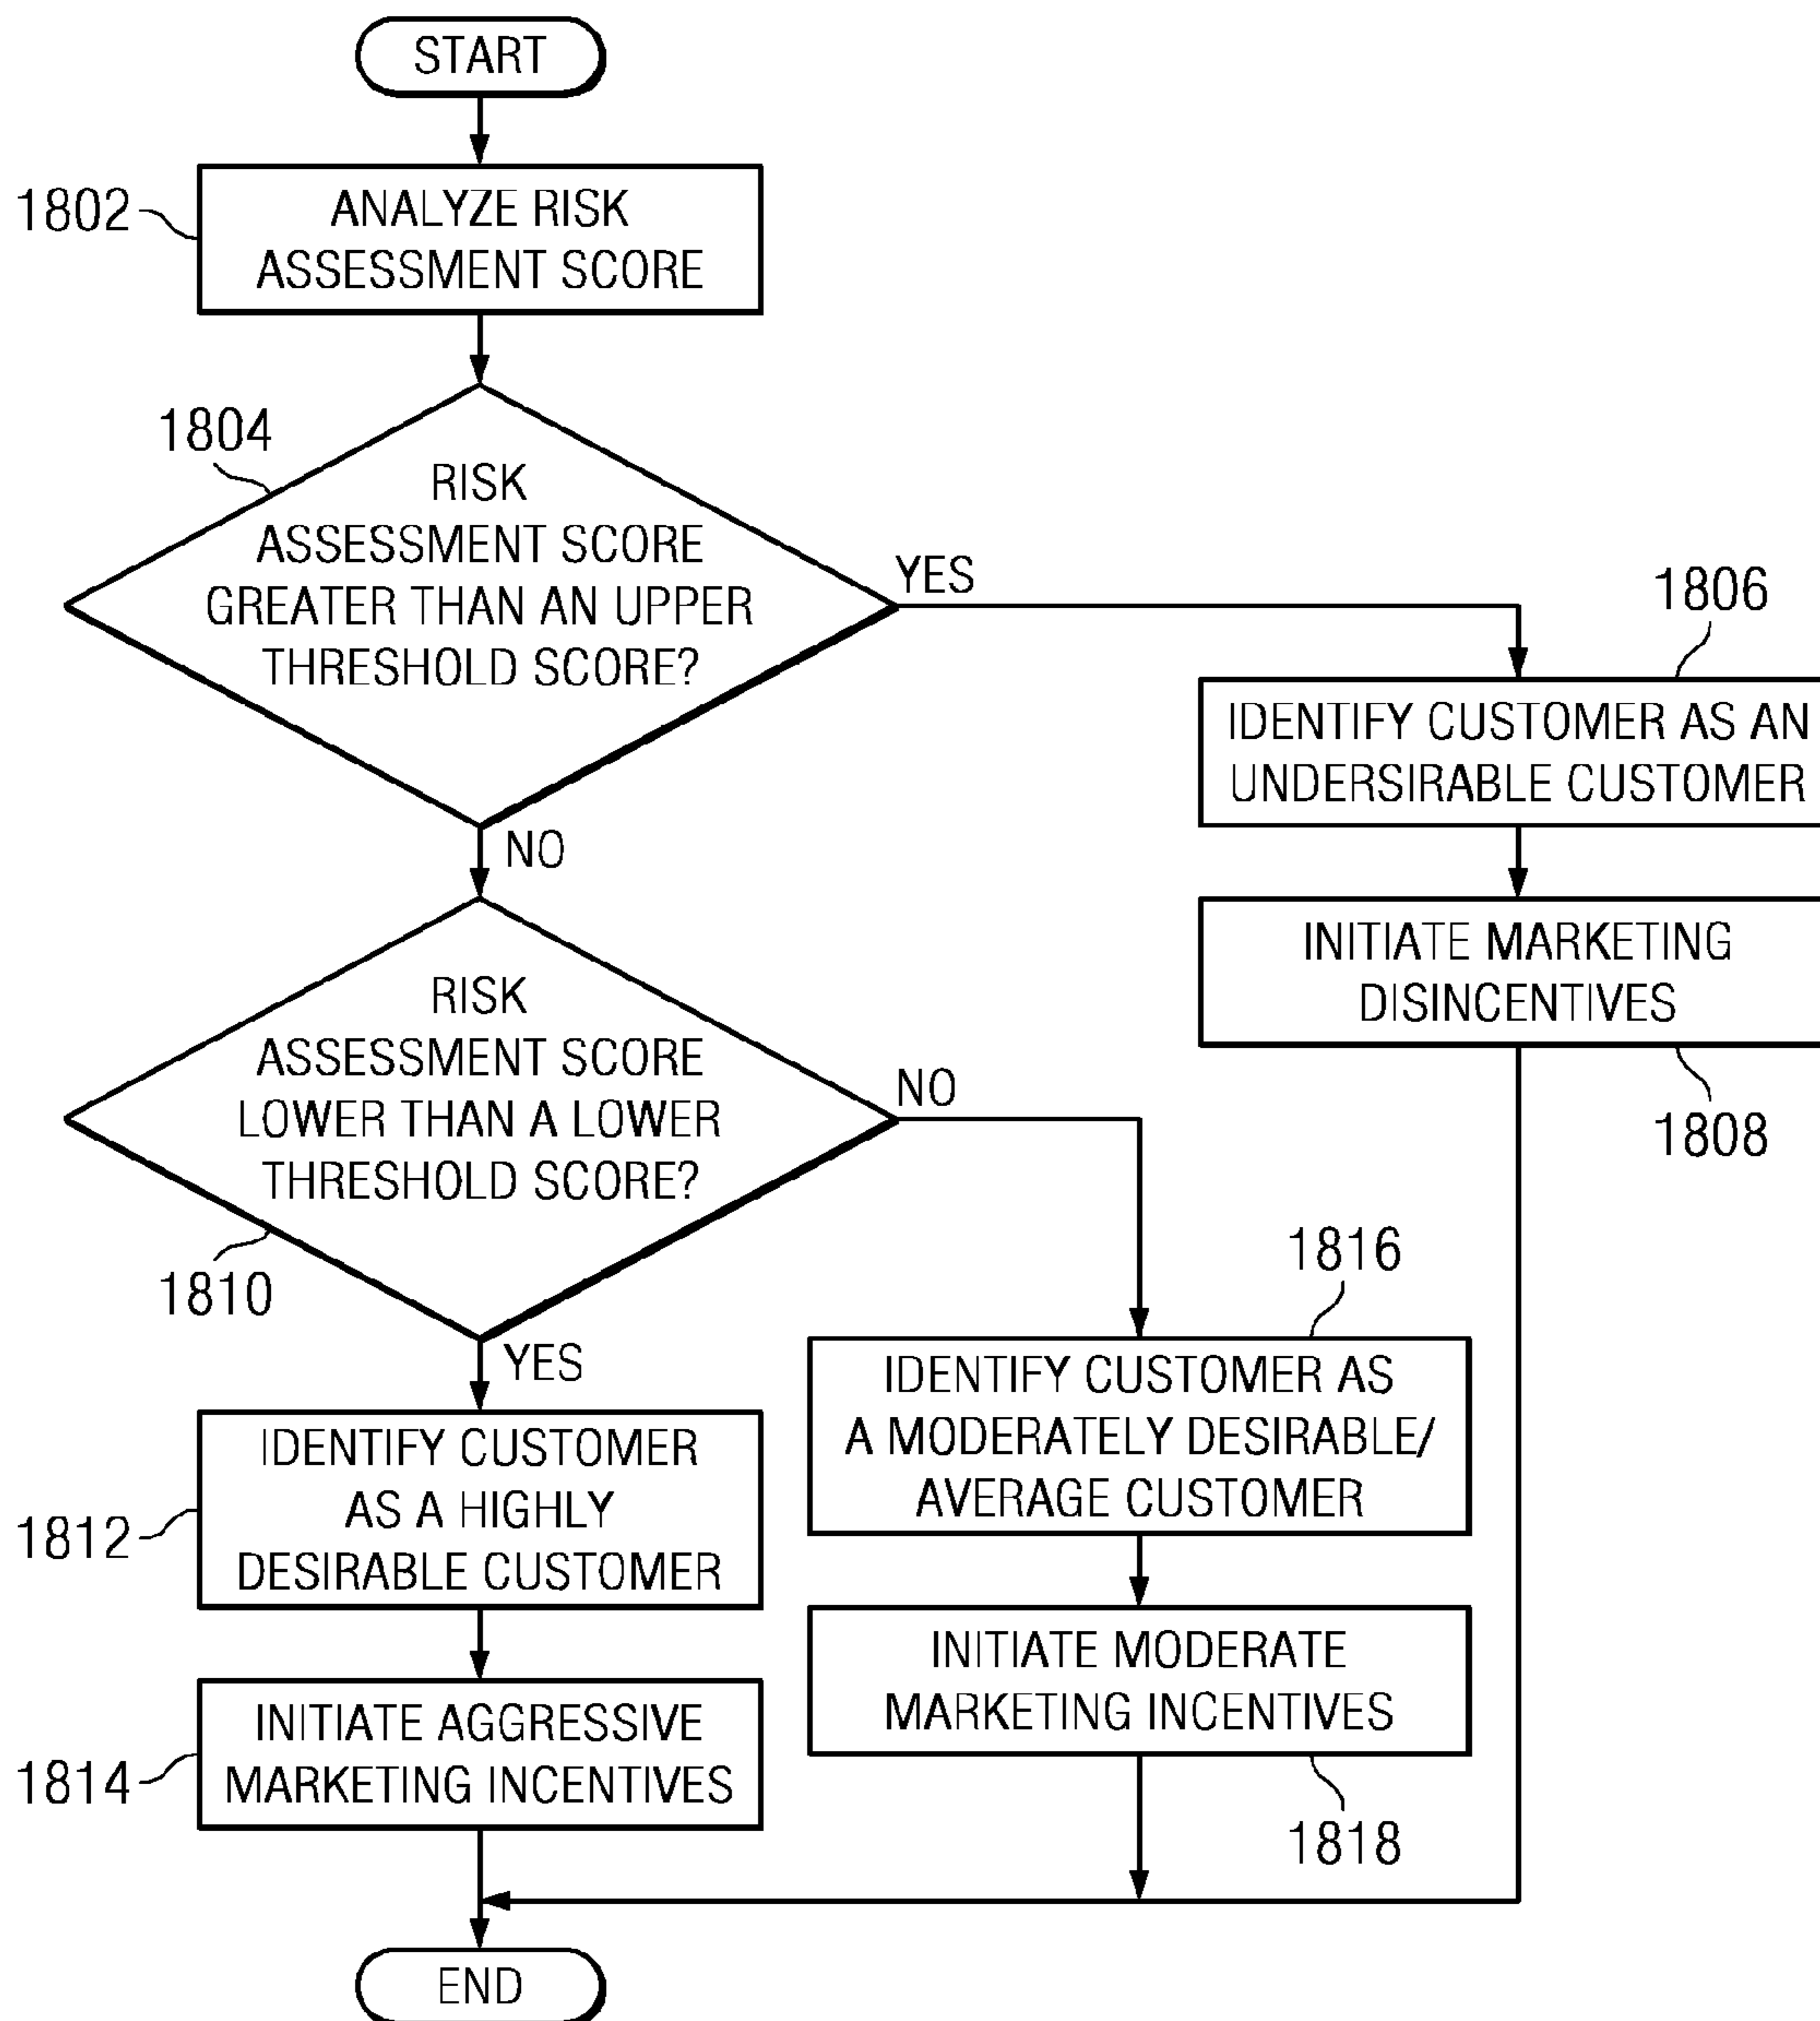 START
1802
ANALYZE RISK
ASSESSMENT SCORE
1804
RISK
ASSESSMENT SCORE
GREATER THAN AN UPPER
THRESHOLD SCORE?
YES
1806
IDENTIFY CUSTOMER AS AN
UNDERSIRABLE CUSTOMER
NO
INITIATE MARKETING
DISINCENTIVES
1808
RISK
ASSESSMENT SCORE
LOWER THAN A LOWER
THRESHOLD SCORE?
NO
1810
YES
1816
IDENTIFY CUSTOMER AS
A MODERATELY DESIRABLE/
AVERAGE CUSTOMER
1812
IDENTIFY CUSTOMER
AS A HIGHLY
DESIRABLE CUSTOMER
INITIATE MODERATE
MARKETING INCENTIVES
1818
1814
INITIATE AGGRESSIVE
MARKETING INCENTIVES
END